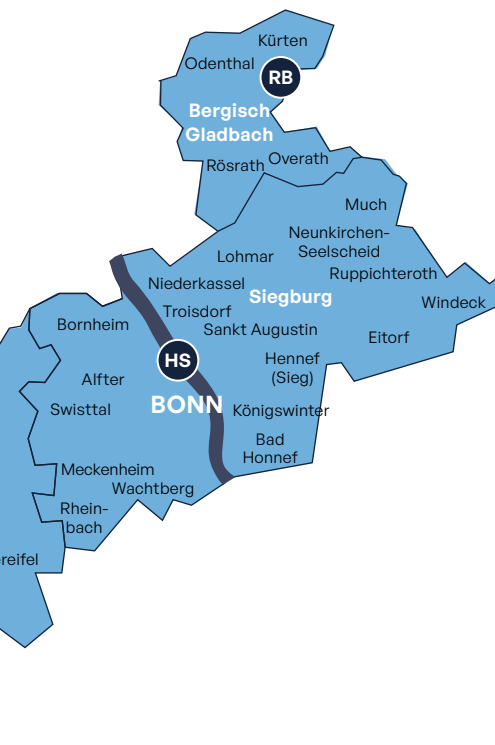 Kürten
Odenthal
RB
Bergisch
Gladbach
Rösrath
Overath
Much
Neunkirchen-
Seelscheid
Lohmar
Ruppichteroth
Niederkassel
Siegburg
Windeck
Troisdorf
Bornheim
Sankt Augustin
Eitorf
HS
Hennef
(Sieg)
Alfter
BONN
Swisttal
Königswinter
Bad
Honnef
Meckenheim
Wachtberg
Rhein-
bach
reifel